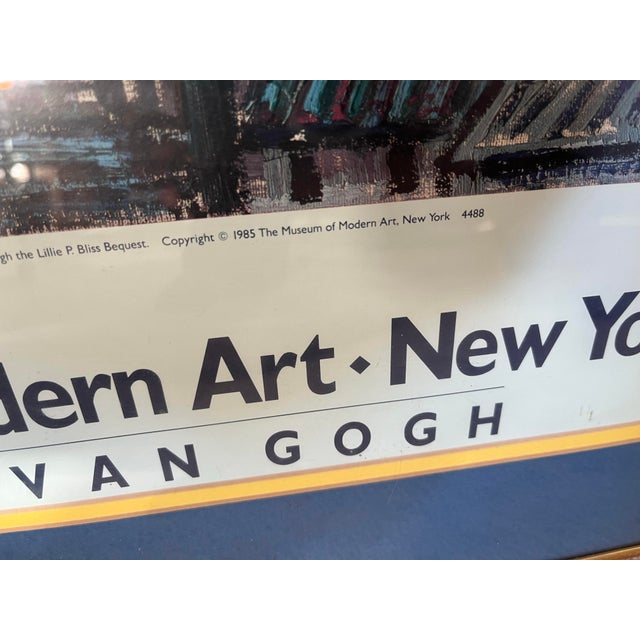 gh the Lillie P. Bliss Bequest. Copyright © 1985 The Museum of Modern Art, New York 4488
dern Art · New Yo
VAN GOGH